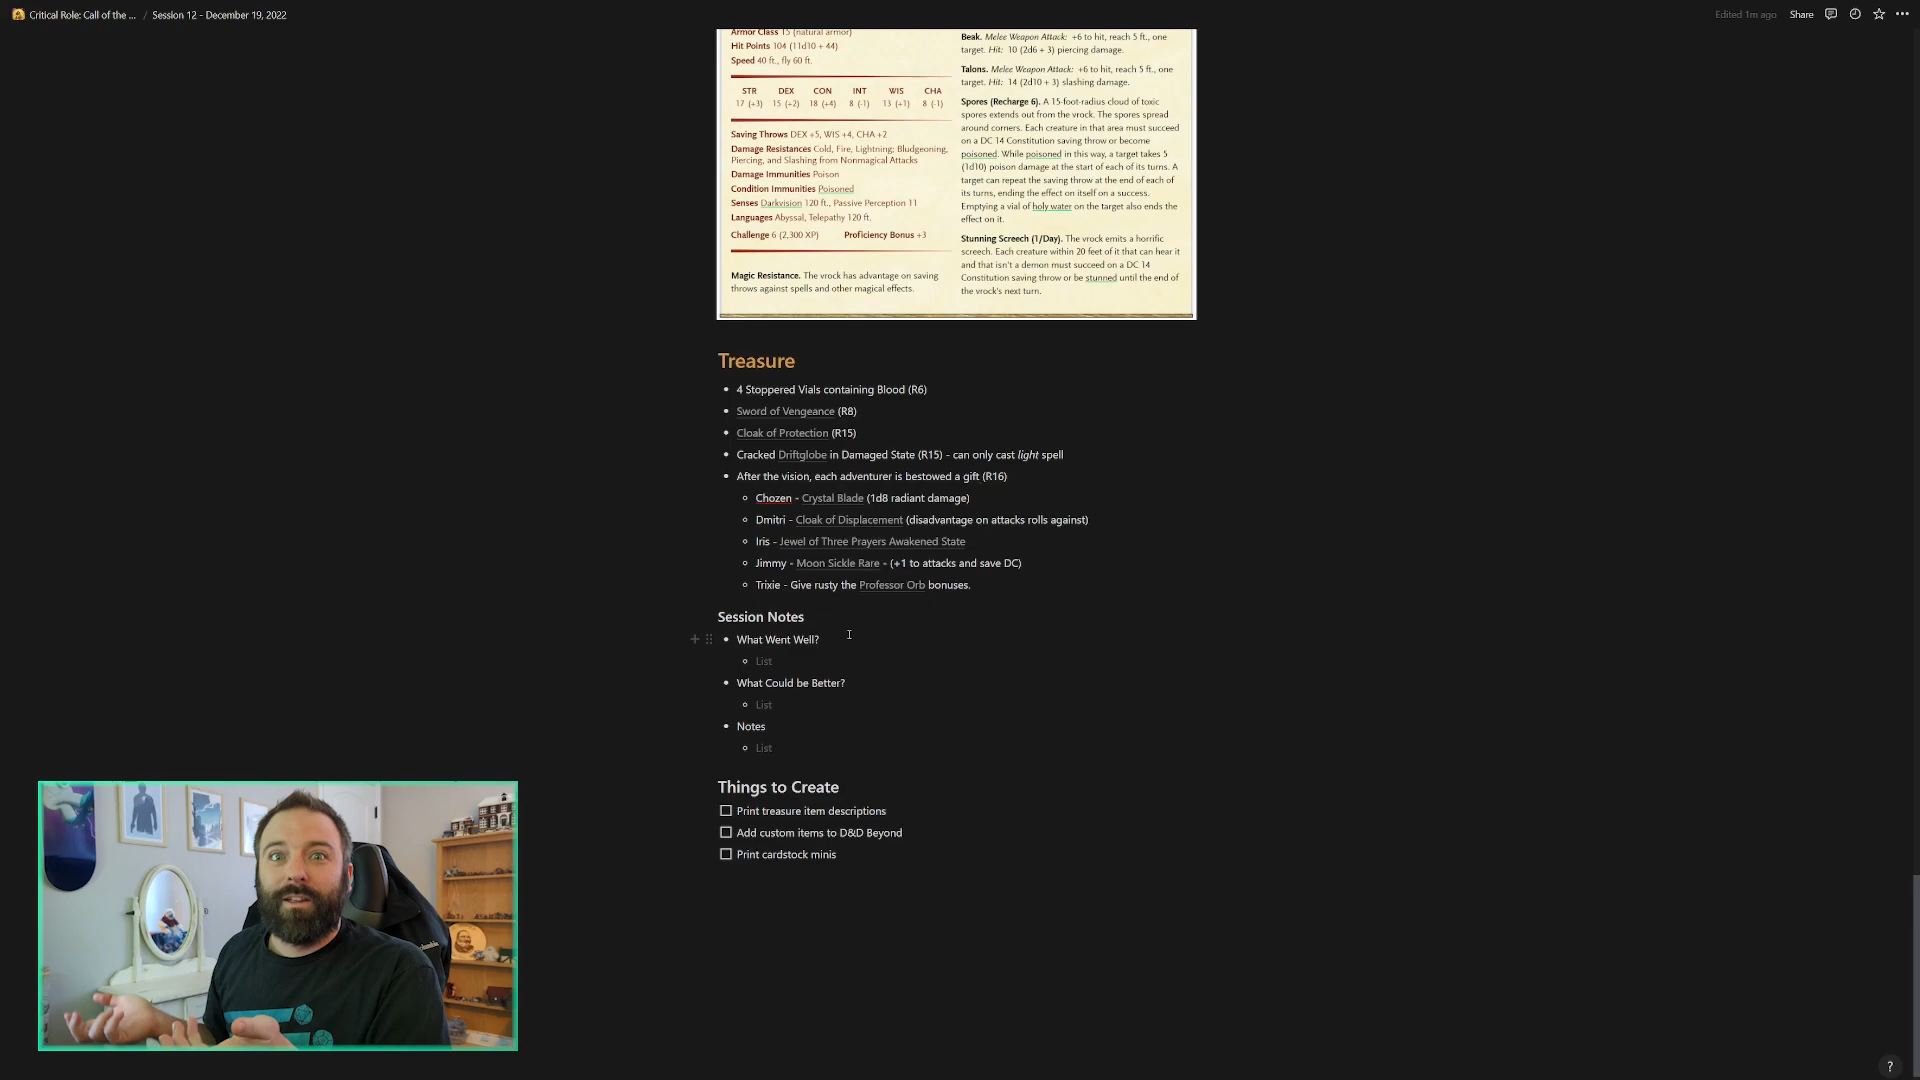 Critical Role: Call of the ... / Session 12 - December 19, 2022
Edited 1m ago Share
Armor Class 15 (natural armor)
Hit Points 104 (11d10 + 44)
Speed 40 ft., fly 60 ft.
STR DEX CON INT WIS CHA
17 (+3) 15 (+2) 18 (+4) 8 (-1) 13 (+1) 8 (-1)
Saving Throws DEX +5, WIS +4, CHA +2
Damage Resistances Cold, Fire, Lightning; Bludgeoning,
Piercing, and Slashing from Nonmagical Attacks
Damage Immunities Poison
Condition Immunities Poisoned
Senses Darkvision 120 ft., Passive Perception 11
Languages Abyssal, Telepathy 120 ft.
Challenge 6 (2,300 XP) Proficiency Bonus +3
Magic Resistance. The vrock has advantage on saving
throws against spells and other magical effects.
Beak. Melee Weapon Attack: +6 to hit, reach 5 ft., one
target. Hit: 10 (2d6 + 3) piercing damage.
Talons. Melee Weapon Attack: +6 to hit, reach 5 ft., one
target. Hit: 14 (2d10 + 3) slashing damage.
Spores (Recharge 6). A 15-foot-radius cloud of toxic
spores extends out from the vrock. The spores spread
around corners. Each creature in that area must succeed
on a DC 14 Constitution saving throw or become
poisoned. While poisoned in this way, a target takes 5
(1d10) poison damage at the start of each of its turns. A
target can repeat the saving throw at the end of each of
its turns, ending the effect on itself on a success.
Emptying a vial of holy water on the target also ends the
effect on it.
Stunning Screech (1/Day). The vrock emits a horrific
screech. Each creature within 20 feet of it that can hear it
and that isn't a demon must succeed on a DC 14
Constitution saving throw or be stunned until the end of
the vrock's next turn.
Treasure
4 Stoppered Vials containing Blood (R6)
Sword of Vengeance (R8)
Cloak of Protection (R15)
Cracked Driftglobe in Damaged State (R15) - can only cast light spell
After the vision, each adventurer is bestowed a gift (R16)
Chozen - Crystal Blade (1d8 radiant damage)
Dmitri - Cloak of Displacement (disadvantage on attacks rolls against)
Iris - Jewel of Three Prayers Awakened State
Jimmy - Moon Sickle Rare - (+1 to attacks and save DC)
Trixie - Give rusty the Professor Orb bonuses.
Session Notes
What Went Well?
List
What Could be Better?
List
Notes
List
Things to Create
Print treasure item descriptions
Add custom items to D&D Beyond
Print cardstock minis
?